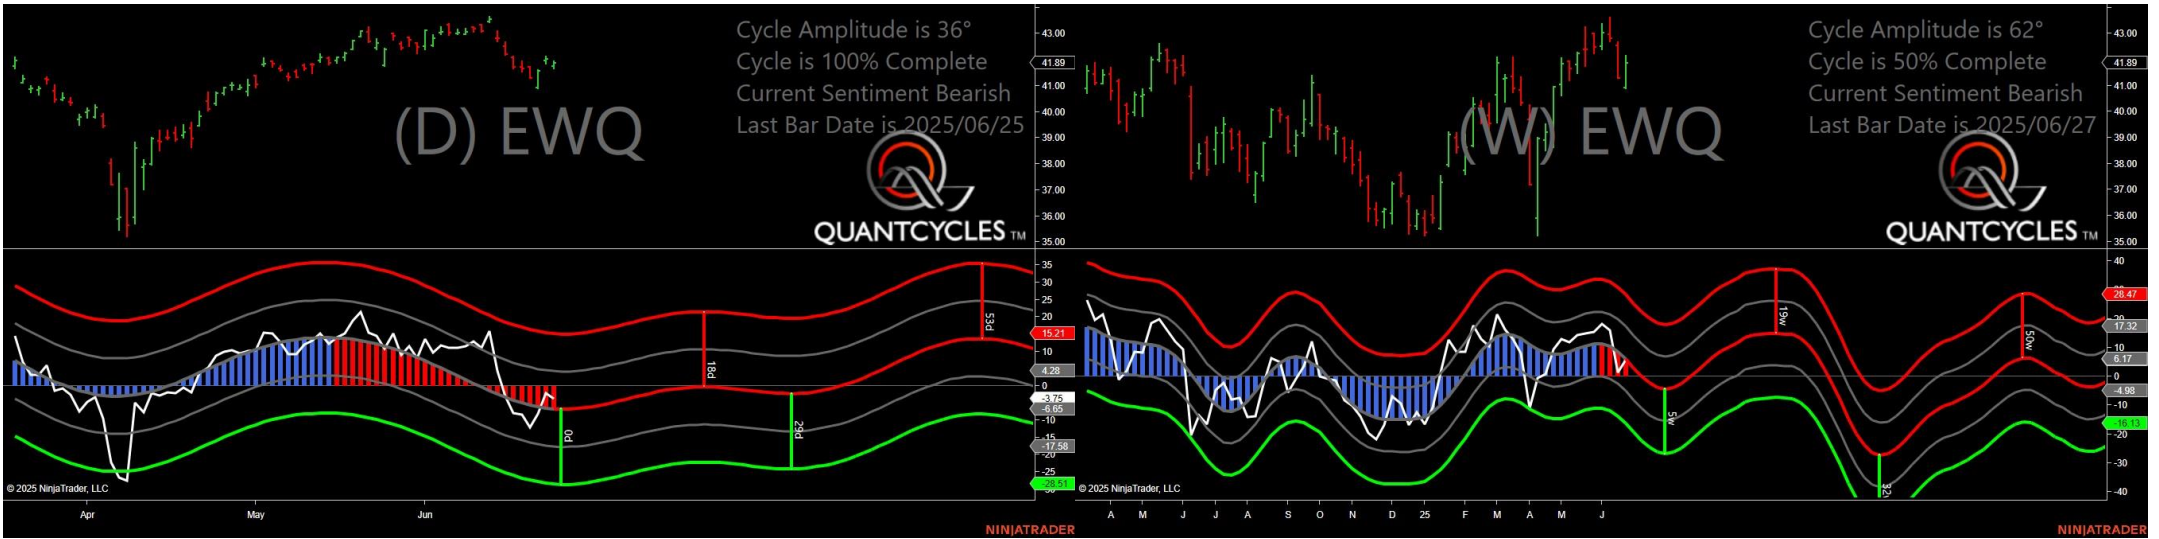 Cycle Amplitude is 36°
Cycle is 100% Complete
Current Sentiment Bearish
Last Bar Date is 2025/06/25
(D) EWQ
QUANTCYCLES TM
43.00
41.89
41.00
40.00
39.00
38.00
37.00
36.00
35.00
35
30
25
20
15.21
10
4.28
0
-3.75
-6.65
-10
-15
-17.58
-20
-25
-28.51
18d
53d
0d
29d
© 2025 NinjaTrader, LLC
Apr May Jun
NINJATRADER
Cycle Amplitude is 62°
Cycle is 50% Complete
Current Sentiment Bearish
Last Bar Date is 2025/06/27
(W) EWQ
QUANTCYCLES TM
43.00
41.89
41.00
40.00
39.00
38.00
37.00
36.00
35.00
40
28.47
20
17.32
10
6.17
0
-4.98
-10
-16.13
-20
-30
-40
19w
50w
5w
© 2025 NinjaTrader, LLC
A M J J A S O N D 25 F M A M J
NINJATRADER